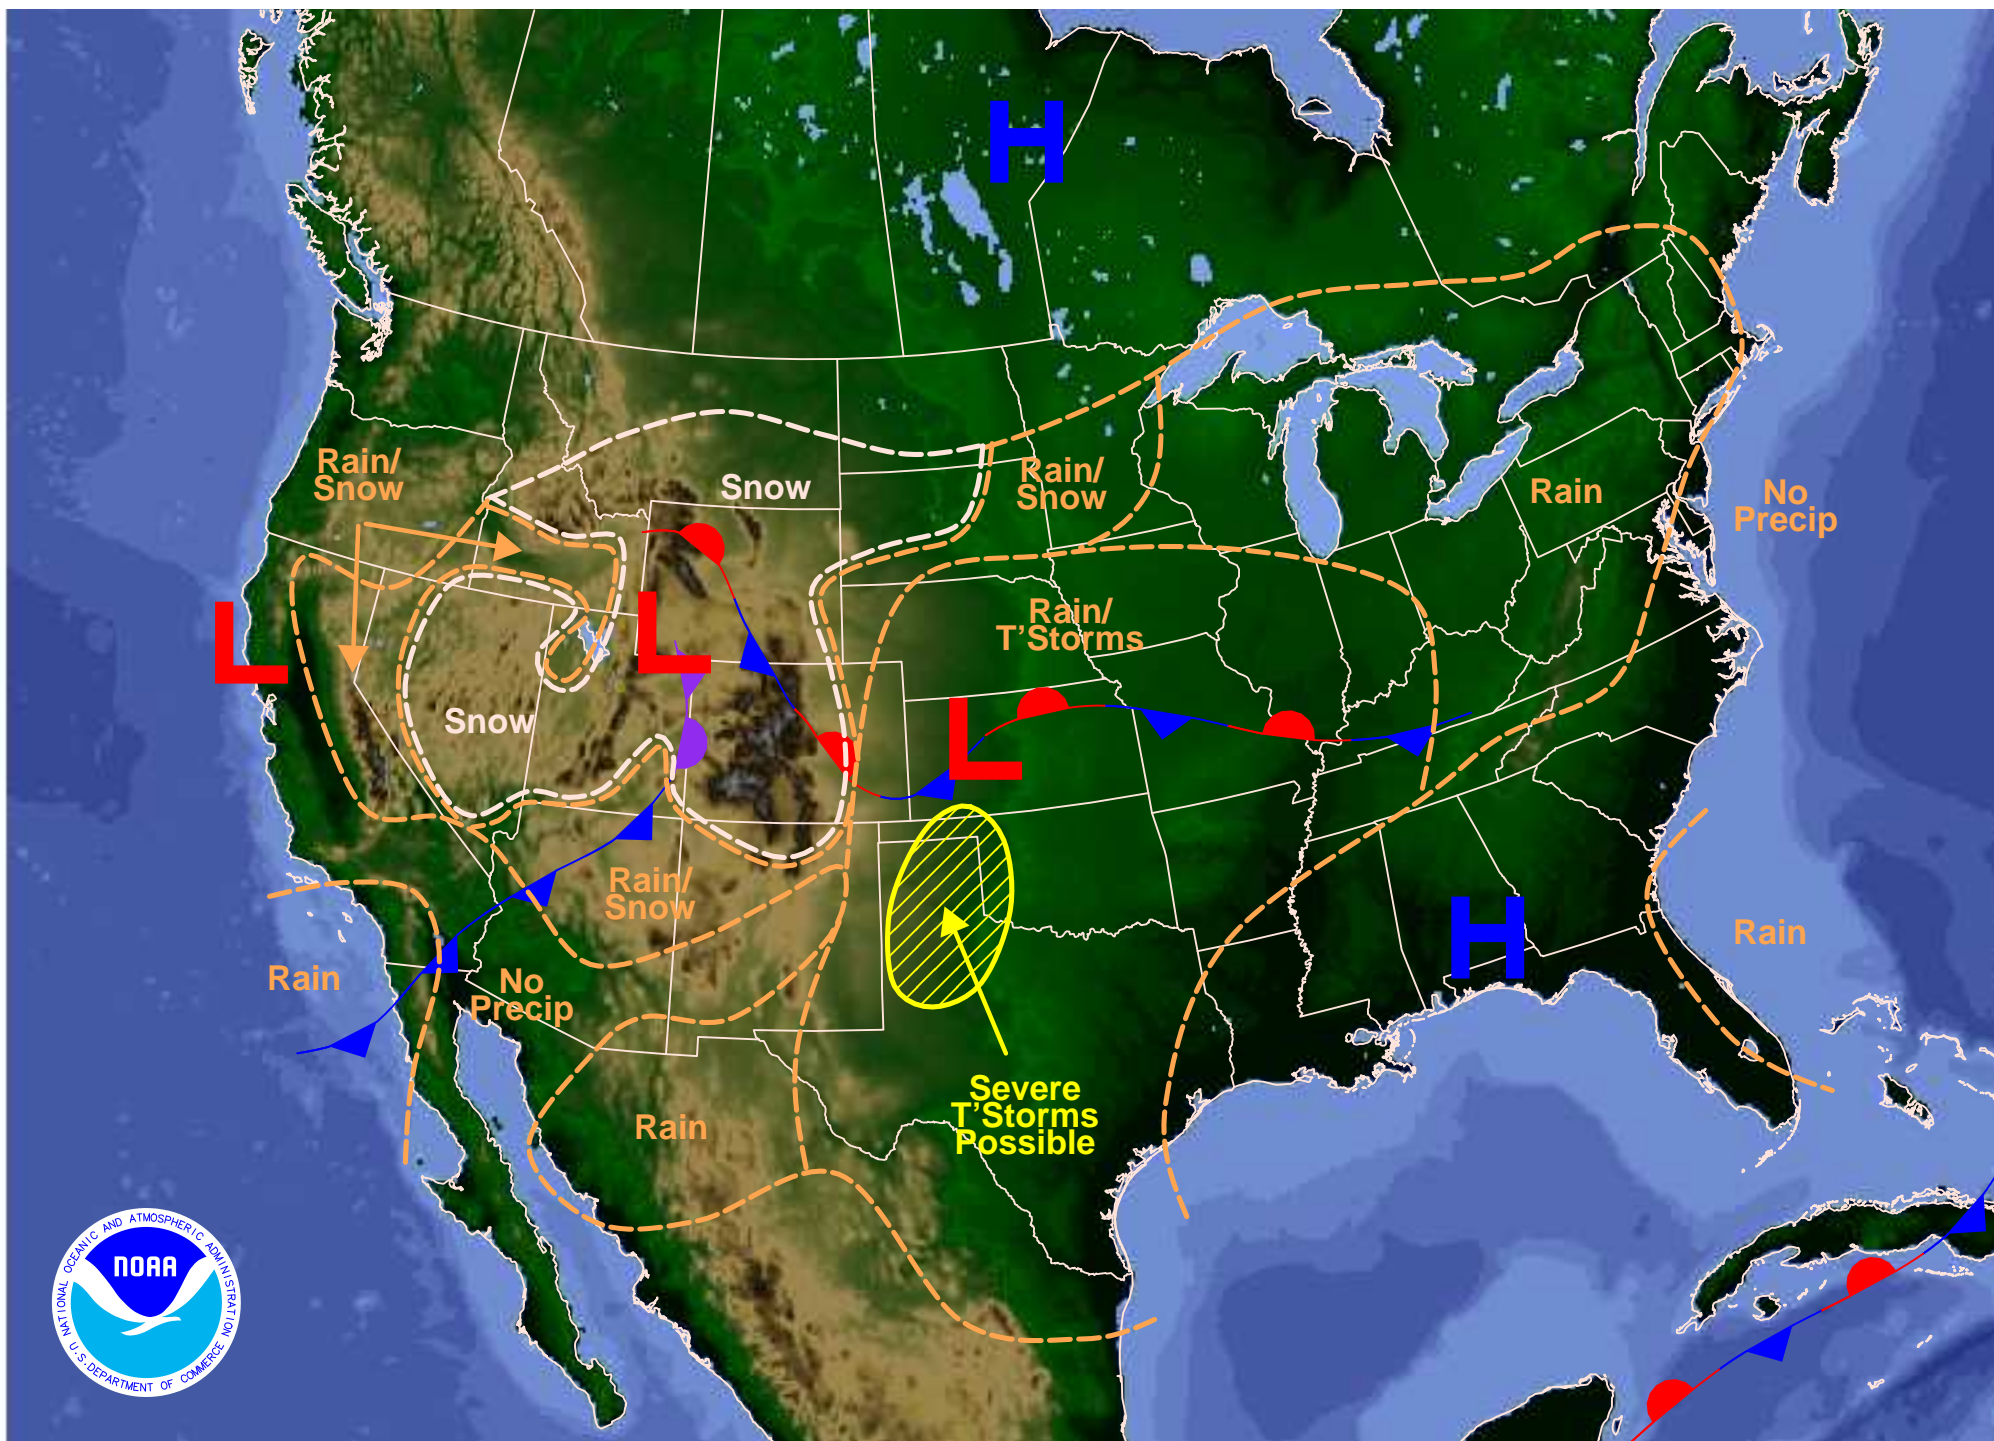 H
Rain/
Snow
Snow
Rain/
Snow
Rain
No
Precip
L
L
Rain/
T'Storms
Snow
L
Rain/
Snow
H
Rain
Rain
No
Precip
Severe
T'Storms
Possible
Rain
NATIONAL OCEANIC AND ATMOSPHERIC ADMINISTRATION
NOAA
U.S. DEPARTMENT OF COMMERCE